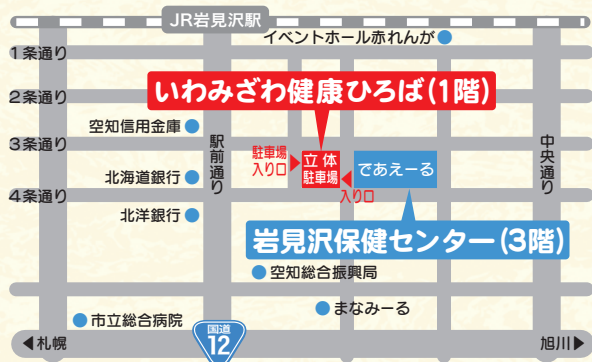 JR岩見沢駅
イベントホール赤れんが
1条通り
2条通り
いわみざわ健康ひろば(1階)
空知信用金庫
3条通り
駅前通り
駐車場
入り口
立体
駐車場
であえーる
中央通り
北海道銀行
入り口
4条通り
北洋銀行
岩見沢保健センター(3階)
空知総合振興局
まなみーる
市立総合病院
国道
12
◀札幌
旭川▶